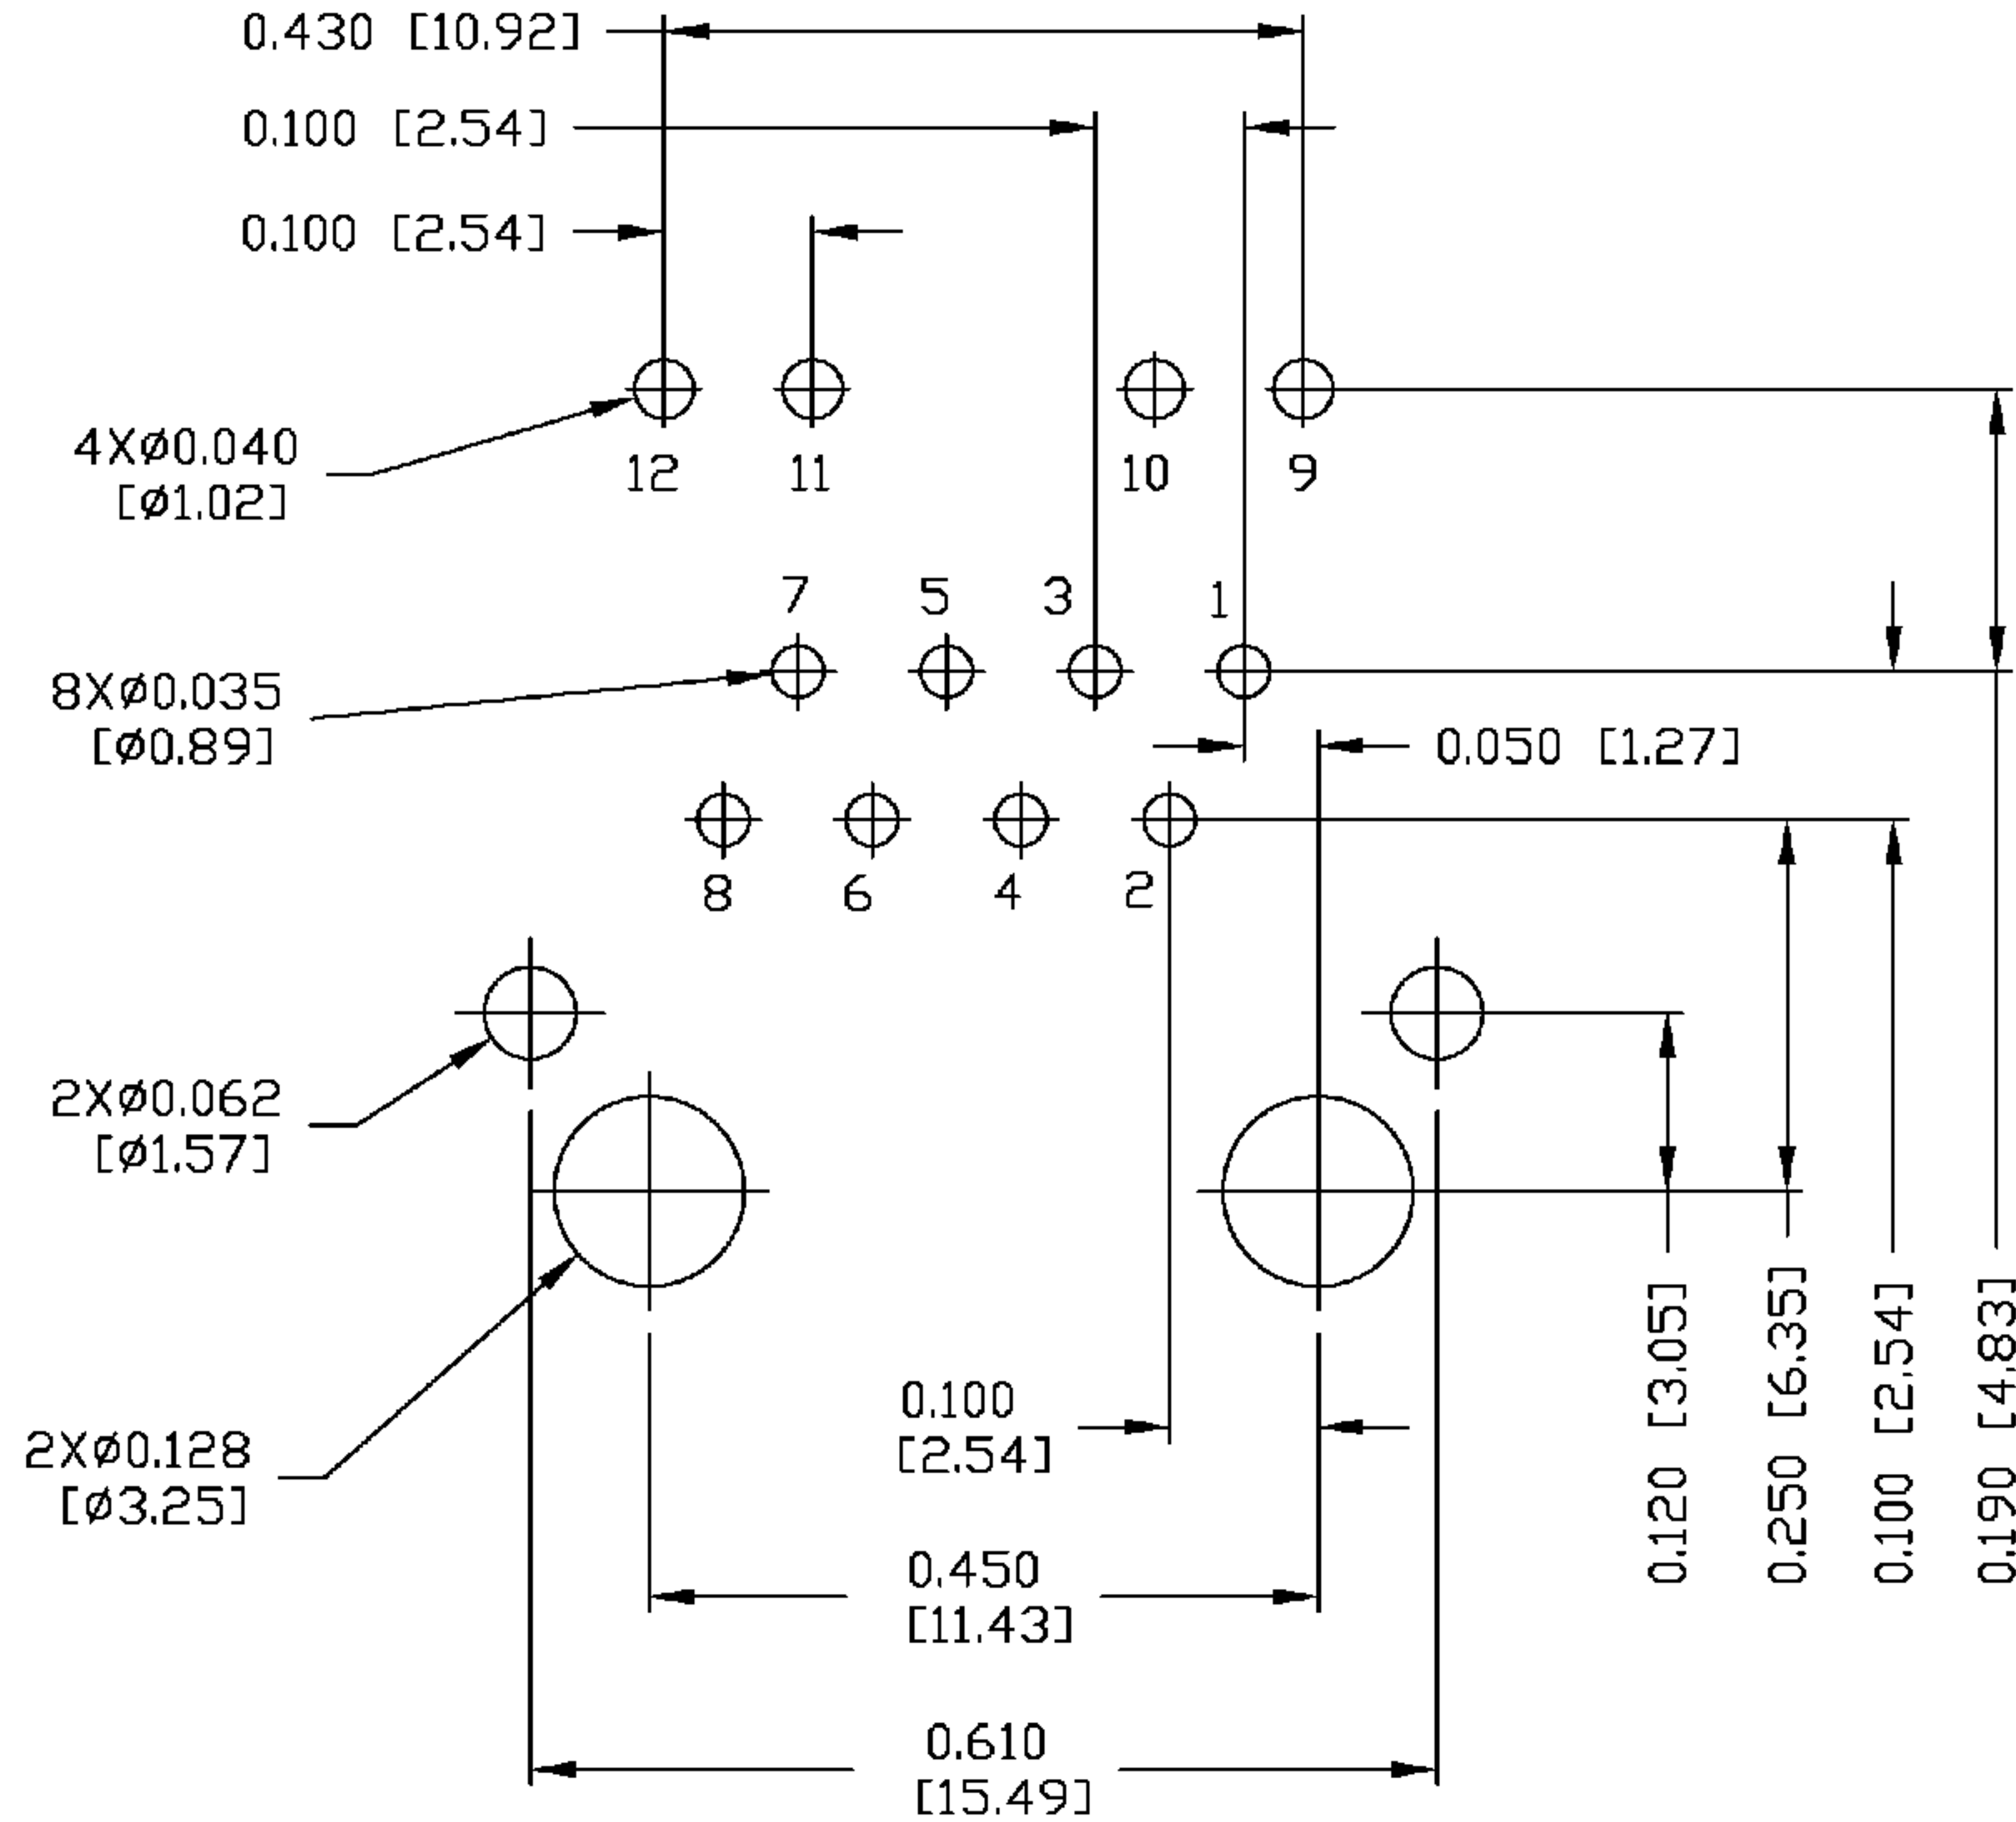 0.430 [10.92]
0.100 [2.54]
0.100 [2.54]
4XØ0.040
[Ø1.02]
12 11 10 9
7 5 3 1
8XØ0.035
[Ø0.89]
0.050 [1.27]
8 6 4 2
2XØ0.062
[Ø1.57]
2XØ0.128
[Ø3.25]
0.100
[2.54]
0.450
[11.43]
0.610
[15.49]
0.120 [3.05]
0.250 [6.35]
0.100 [2.54]
0.190 [4.83]